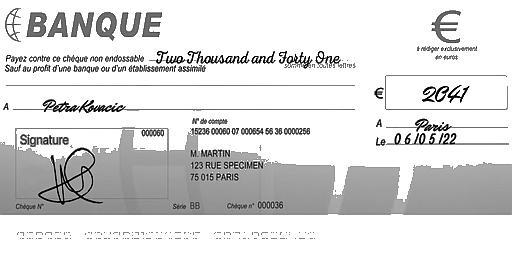 BANQUE
€
à rédiger exclusivement
en euros
Payez contre ce chèque non endossable Two Thousand and Forty One
Sauf au profit d'une banque ou d'un établissement assimilé
somme en toutes lettres
€ 2041
A Petra Kovacic
A Paris
Le 06/05/22
N° de compte
000060 15236 00060 07 000654 56 36 0000256
Signature
M. MARTIN
123 RUE SPECIMEN
75 015 PARIS
Chèque N° Série BB Chèque n° 000036